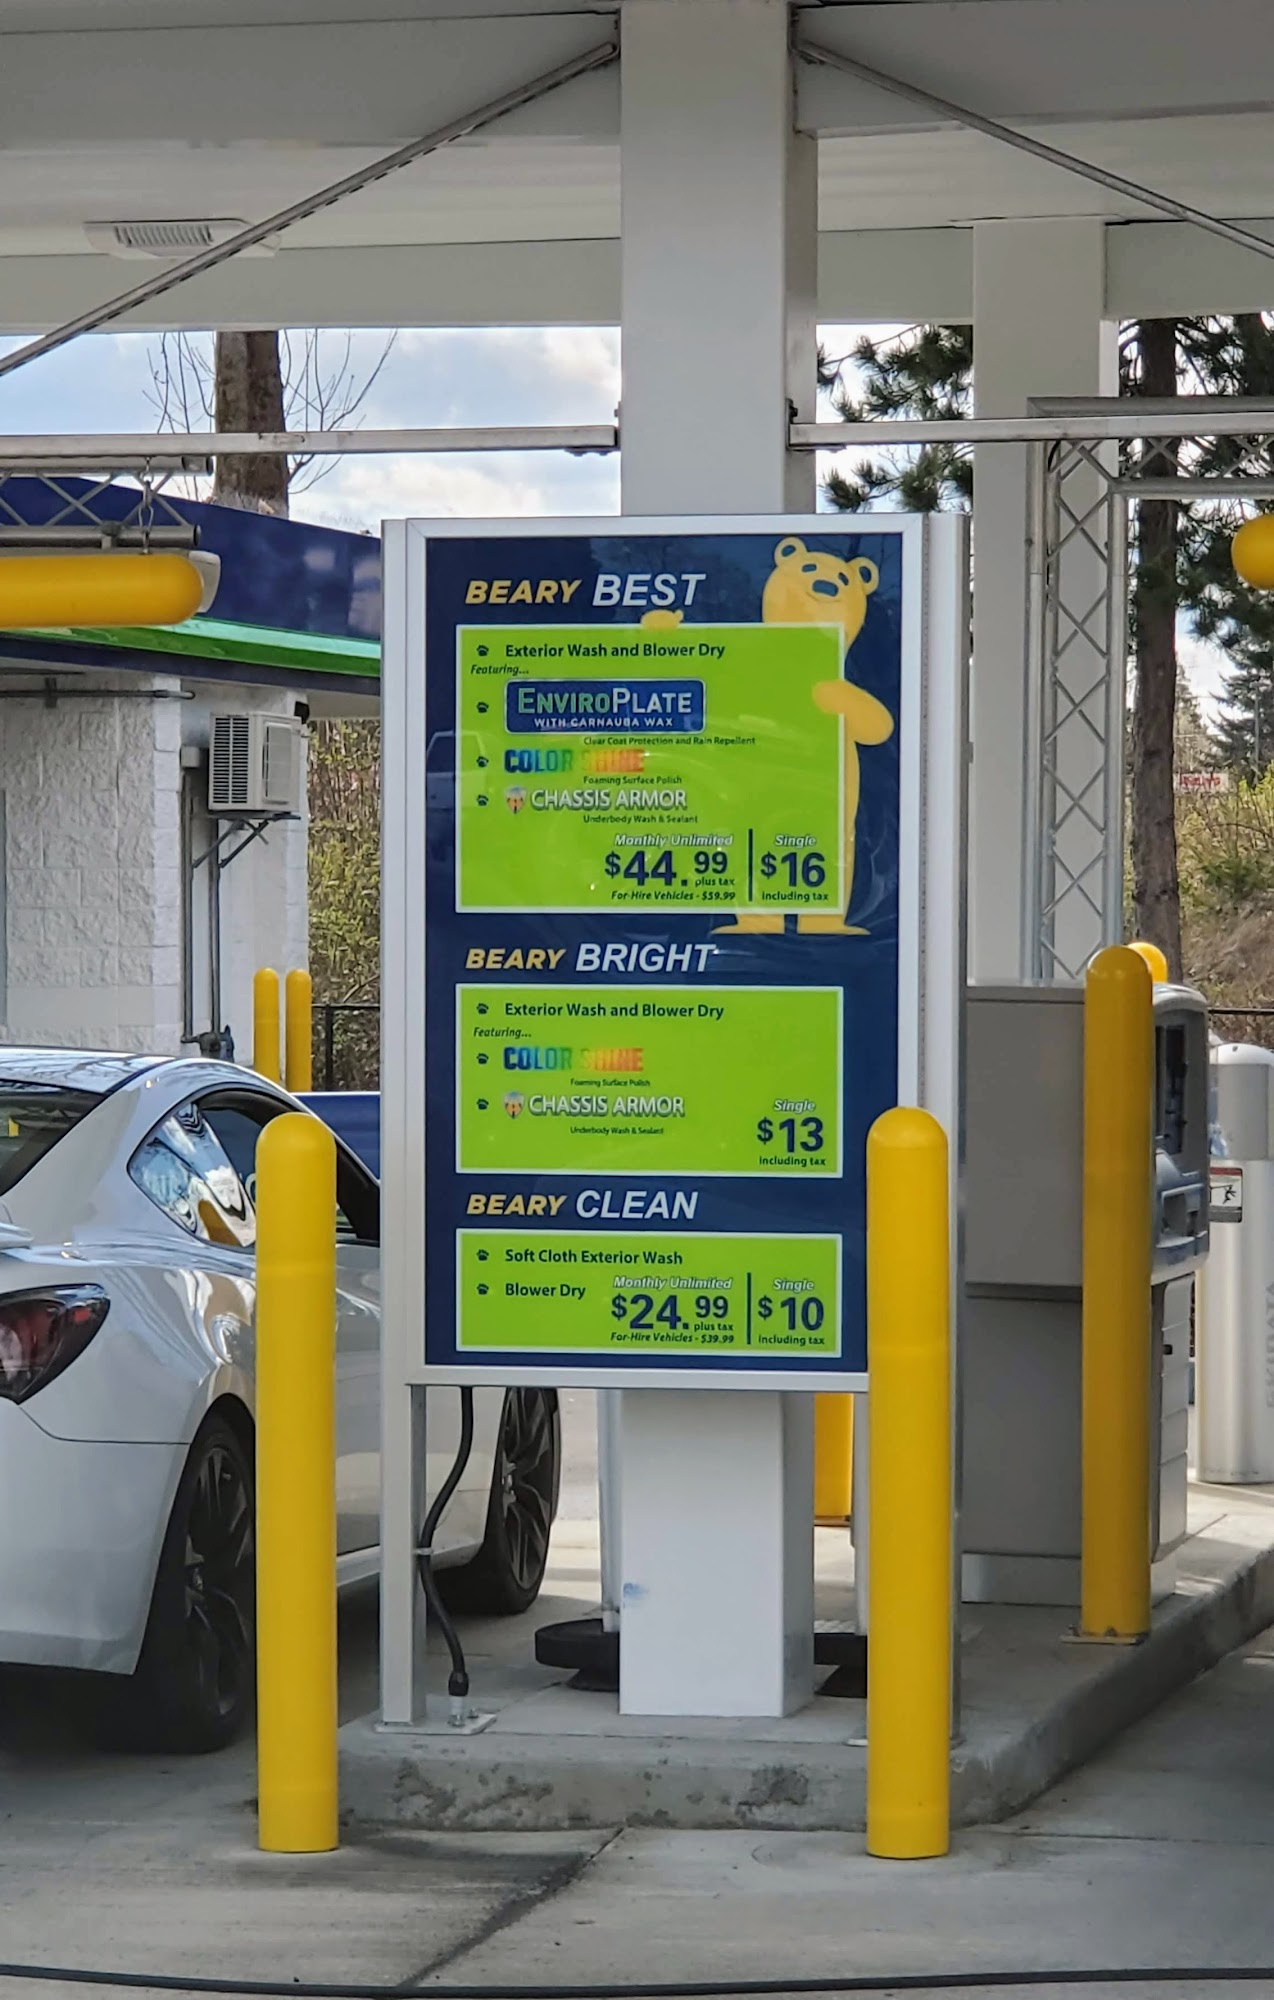 BEARY BEST
Exterior Wash and Blower Dry
Featuring...
ENVIROPLATE
WITH CARNAUBA WAX
Clear Coat Protection and Rain Repellent
COLOR SHINE
Foaming Surface Polish
CHASSIS ARMOR
Underbody Wash & Sealant
Monthly Unlimited Single
$44.99 plus tax $16
For-Hire Vehicles - $59.99 including tax
BEARY BRIGHT
Exterior Wash and Blower Dry
Featuring...
COLOR SHINE
Foaming Surface Polish
CHASSIS ARMOR
Underbody Wash & Sealant
Single
$13
including tax
BEARY CLEAN
Soft Cloth Exterior Wash
Blower Dry
Monthly Unlimited Single
$24.99 plus tax $10
For-Hire Vehicles - $39.99 including tax